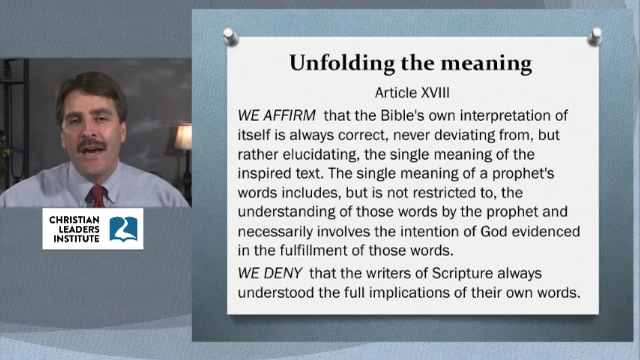 CHRISTIAN
LEADERS
INSTITUTE
Unfolding the meaning
Article XVIII
WE AFFIRM that the Bible's own interpretation of
itself is always correct, never deviating from, but
rather elucidating, the single meaning of the
inspired text. The single meaning of a prophet's
words includes, but is not restricted to, the
understanding of those words by the prophet and
necessarily involves the intention of God evidenced
in the fulfillment of those words.
WE DENY that the writers of Scripture always
understood the full implications of their own words.